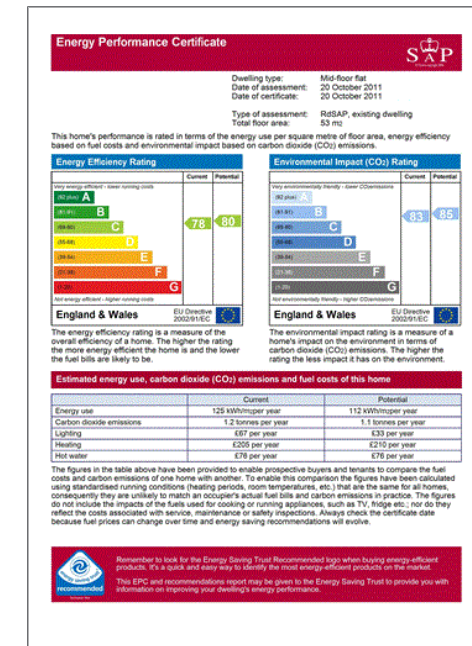 Energy Performance Certificate
SAP
Dwelling type: Mid-floor flat
Date of assessment: 20 October 2011
Date of certificate: 20 October 2011
Type of assessment: RdSAP, existing dwelling
Total floor area: 53 m2
This home's performance is rated in terms of the energy use per square metre of floor area, energy efficiency
based on fuel costs and environmental impact based on carbon dioxide (CO2) emissions.
Energy Efficiency Rating
Current Potential
Very energy efficient - lower running costs
(92 plus) A
(81-91) B
(69-80) C
(55-68) D
(39-54) E
(21-38) F
(1-20) G
78 80
Not energy efficient - higher running costs
England & Wales
EU Directive
2002/91/EC
The energy efficiency rating is a measure of the
overall efficiency of a home. The higher the rating
the more energy efficient the home is and the lower
the fuel bills are likely to be.
Environmental Impact (CO2) Rating
Current Potential
Very environmentally friendly - lower CO2 emissions
(92 plus) A
(81-91) B
(69-80) C
(55-68) D
(39-54) E
(21-38) F
(1-20) G
83 85
Not environmentally friendly - higher CO2 emissions
England & Wales
EU Directive
2002/91/EC
The environmental impact rating is a measure of a
home's impact on the environment in terms of
carbon dioxide (CO2) emissions. The higher the
rating the less impact it has on the environment.
Estimated energy use, carbon dioxide (CO2) emissions and fuel costs of this home
Current Potential
Energy use 125 kWh/m2per year 112 kWh/m2per year
Carbon dioxide emissions 1.2 tonnes per year 1.1 tonnes per year
Lighting £67 per year £33 per year
Heating £205 per year £210 per year
Hot water £76 per year £76 per year
The figures in the table above have been provided to enable prospective buyers and tenants to compare the fuel
costs and carbon emissions of one home with another. To enable this comparison the figures have been calculated
using standardised running conditions (heating periods, room temperatures, etc.) that are the same for all homes,
consequently they are unlikely to match an occupier's actual fuel bills and carbon emissions in practice. The figures
do not include the impacts of the fuels used for cooking or running appliances, such as TV, fridge etc.; nor do they
reflect the costs associated with service, maintenance or safety inspections. Always check the certificate date
because fuel prices can change over time and energy saving recommendations will evolve.
energy saving trust
recommended
Remember to look for the Energy Saving Trust Recommended logo when buying energy-efficient
products. It's a quick and easy way to identify the most energy-efficient products on the market.
This EPC and recommendations report may be given to the Energy Saving Trust to provide you with
information on improving your dwelling's energy performance.